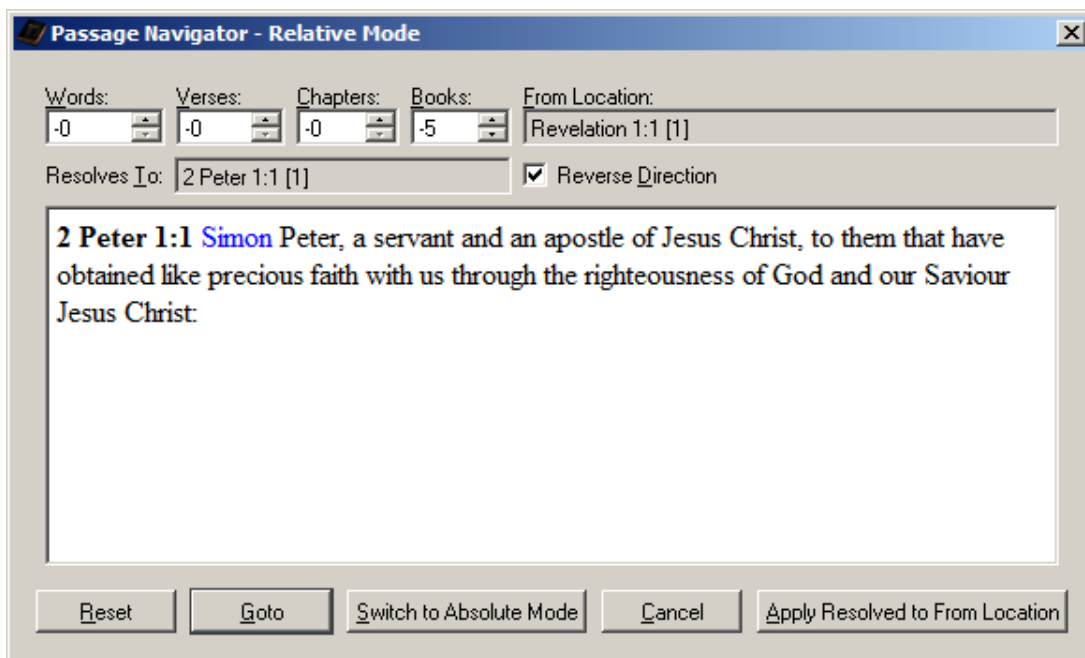 Passage Navigator - Relative Mode
Words: Verses: Chapters: Books: From Location:
-0 -0 -0 -5 Revelation 1:1 [1]
Resolves To: 2 Peter 1:1 [1] Reverse Direction
2 Peter 1:1 Simon Peter, a servant and an apostle of Jesus Christ, to them that have
obtained like precious faith with us through the righteousness of God and our Saviour
Jesus Christ:
Reset Goto Switch to Absolute Mode Cancel Apply Resolved to From Location